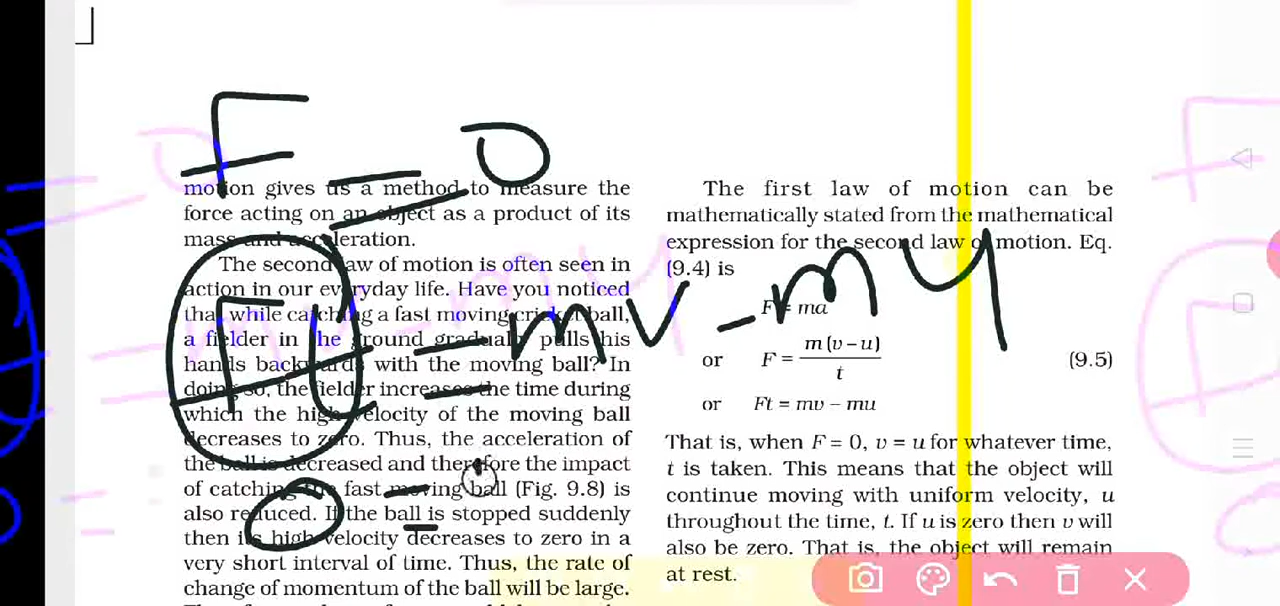 F = 0
motion gives us a method to measure the
force acting on an object as a product of its
mass and acceleration.
The second law of motion is often seen in
action in our everyday life. Have you noticed
that while catching a fast moving cricket ball,
a fielder in the ground gradually pulls his
hands backwards with the moving ball? In
doing so, the fielder increases the time during
which the high velocity of the moving ball
decreases to zero. Thus, the acceleration of
the ball is decreased and therefore the impact
of catching the fast moving ball (Fig. 9.8) is
also reduced. If the ball is stopped suddenly
then its high velocity decreases to zero in a
very short interval of time. Thus, the rate of
change of momentum of the ball will be large.
Ft = mv - mu
0 =
The first law of motion can be
mathematically stated from the mathematical
expression for the second law of motion. Eq.
(9.4) is
F = ma
or F = m (v – u) / t (9.5)
or Ft = mv – mu
That is, when F = 0, v = u for whatever time,
t is taken. This means that the object will
continue moving with uniform velocity, u
throughout the time, t. If u is zero then v will
also be zero. That is, the object will remain
at rest.